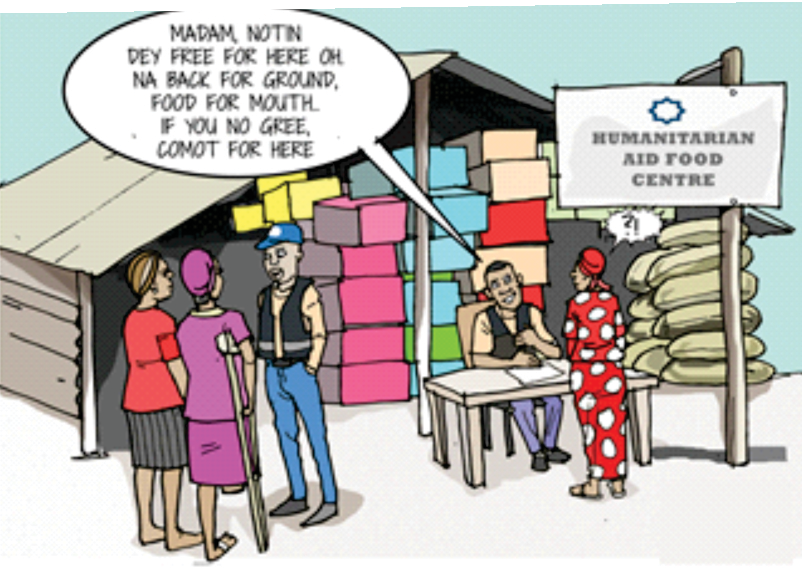 MADAM, NOTIN
DEY FREE FOR HERE OH.
NA BACK FOR GROUND,
FOOD FOR MOUTH..
IF YOU NO GREE,
COMOT FOR HERE
HUMANITARIAN
AID FOOD
CENTRE
?!